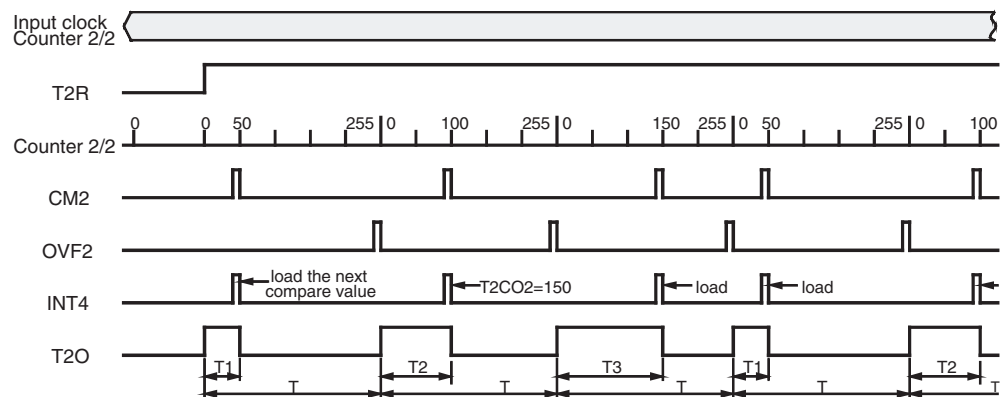 Input clock
Counter 2/2
T2R
0 0 50 255 0 100 255 0 150 255 0 50 255 0 100
Counter 2/2
CM2
OVF2
INT4
load the next
compare value
T2CO2=150
load
load
T2O
T1 T2 T3 T1 T2
T T T T T